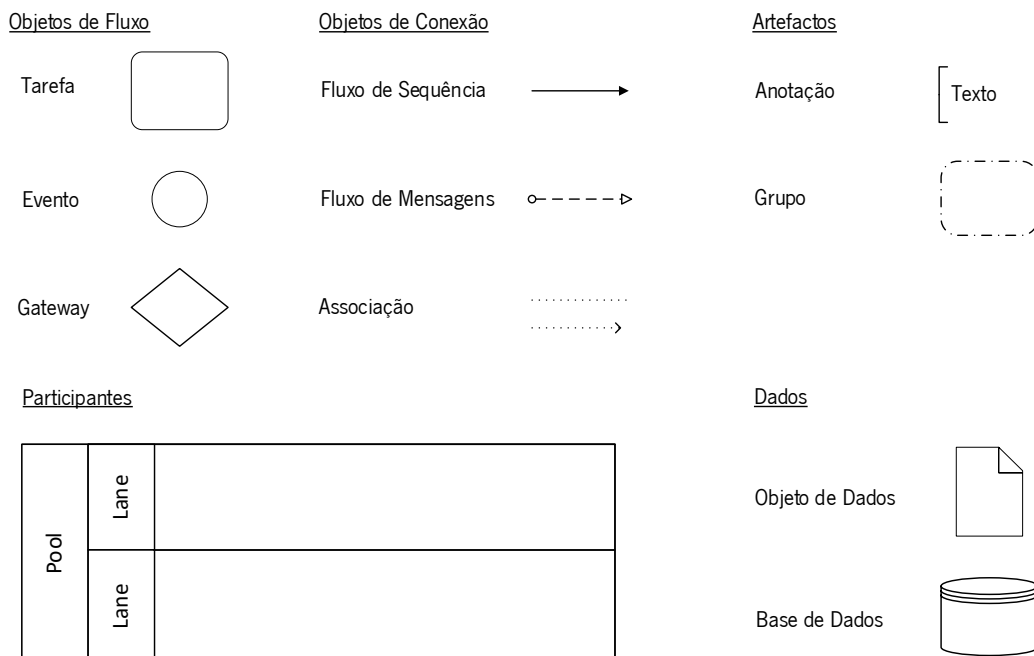 Objetos de Fluxo
Tarefa
Evento
Gateway
Objetos de Conexão
Fluxo de Sequência
Fluxo de Mensagens
Associação
Artefactos
Anotação
Texto
Grupo
Participantes
Pool
Lane
Lane
Dados
Objeto de Dados
Base de Dados